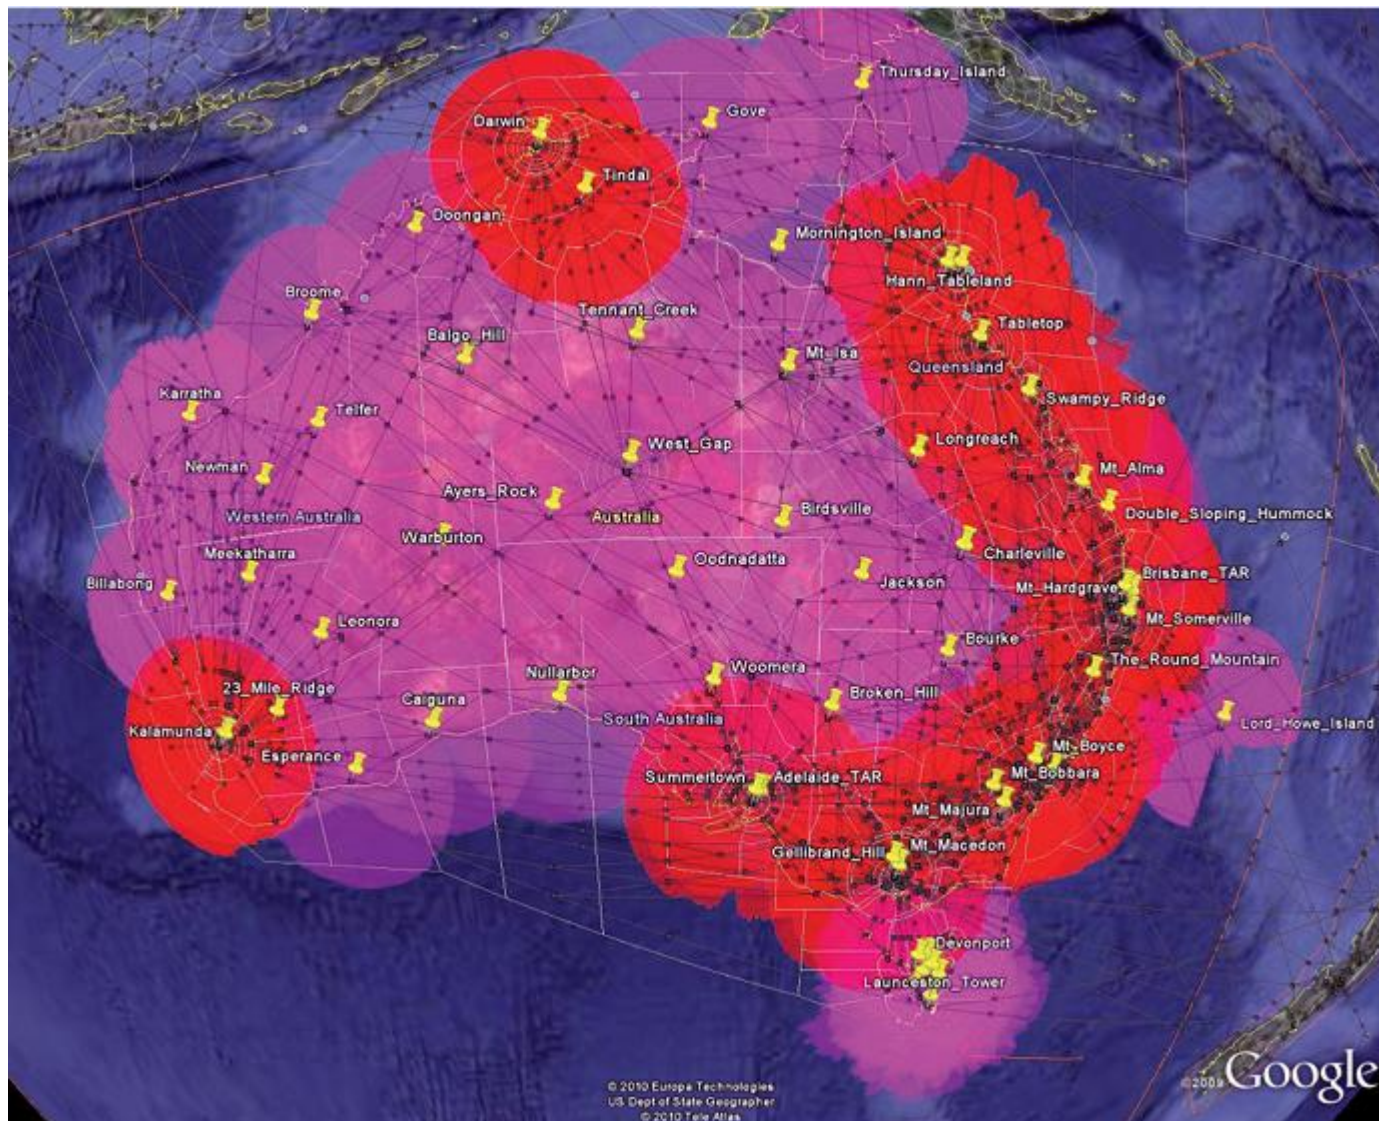 Thursday_Island
Gove
Darwin
Tindal
Doongan
Mornington_Island
Hann_Tableland
Broome
Tennant_Creek
Tabletop
Balgo_Hill
Mt_Isa
Queensland
Swampy_Ridge
Karratha
Telfer
West_Gap
Longreach
Newman
Mt_Alma
Ayers_Rock
Birdsville
Double_Sloping_Hummock
Western Australia
Australia
Warburton
Charleville
Meekatharra
Oodnadatta
Jackson
Brisbane_TAR
Billabong
Mt_Hardgrave
Mt_Somerville
Leonora
Bourke
The_Round_Mountain
Woomera
Nullarbor
23_Mile_Ridge
Caiguna
Broken_Hill
South Australia
Lord_Howe_Island
Kalamunda
Esperance
Mt_Boyce
Summertown
Adelaide_TAR
Mt_Bobbara
Mt_Majura
Gellibrand_Hill
Mt_Macedon
Devonport
Launceston_Tower
© 2010 Europa Technologies
US Dept of State Geographer
© 2010 Tele Atlas
©2009 Google